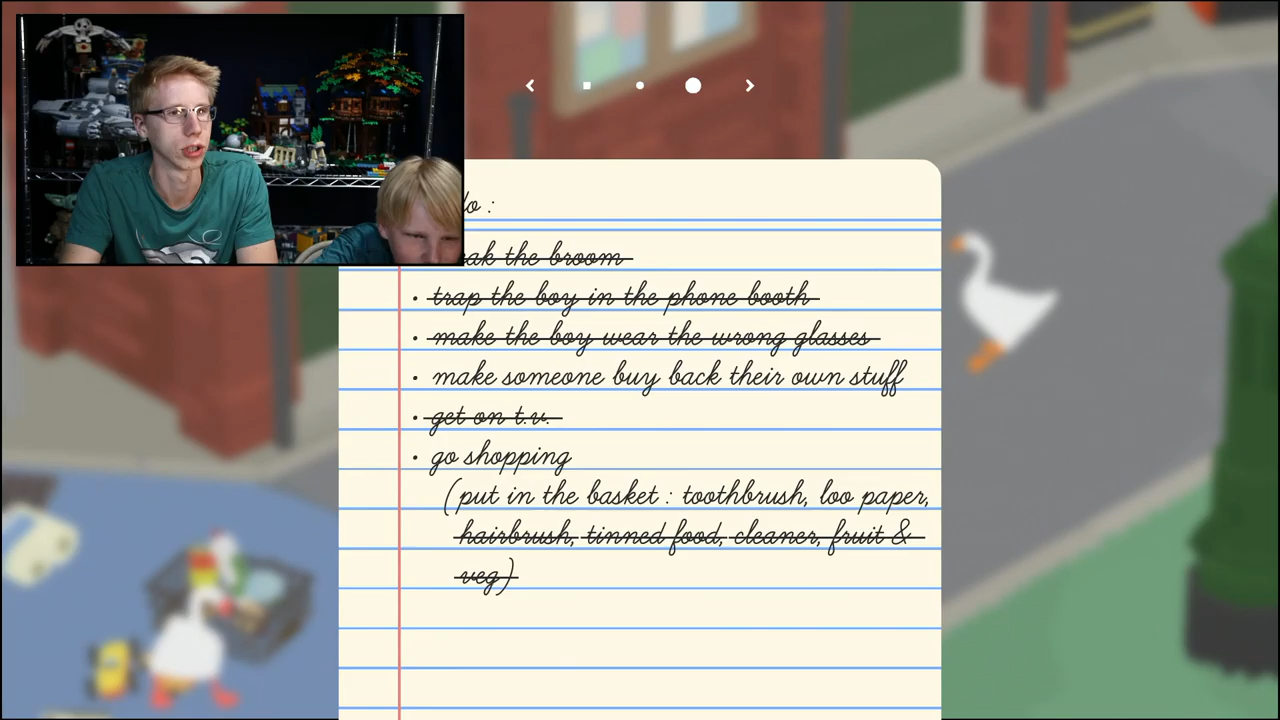 do :
eak the broom
• trap the boy in the phone booth
• make the boy wear the wrong glasses
• make someone buy back their own stuff
• get on t.v.
• go shopping
(put in the basket : toothbrush, loo paper,
hairbrush, tinned food, cleaner, fruit &
veg)